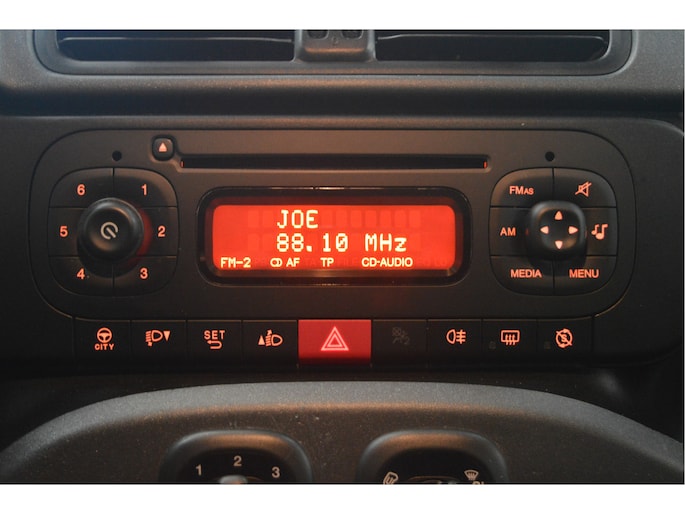 6 1
5 2
4 3
JOE
88.10 MHz
FM-2 CD AF TP CD-AUDIO
FMAS
AM
MEDIA MENU
CITY
SET
1 2 3